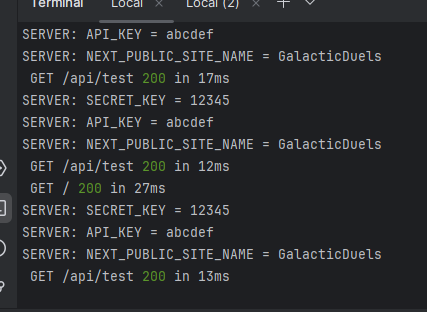 Terminal Local × Local (2) ×
SERVER: API_KEY = abcdef
SERVER: NEXT_PUBLIC_SITE_NAME = GalacticDuels
GET /api/test 200 in 17ms
SERVER: SECRET_KEY = 12345
SERVER: API_KEY = abcdef
SERVER: NEXT_PUBLIC_SITE_NAME = GalacticDuels
GET /api/test 200 in 12ms
GET / 200 in 27ms
SERVER: SECRET_KEY = 12345
SERVER: API_KEY = abcdef
SERVER: NEXT_PUBLIC_SITE_NAME = GalacticDuels
GET /api/test 200 in 13ms